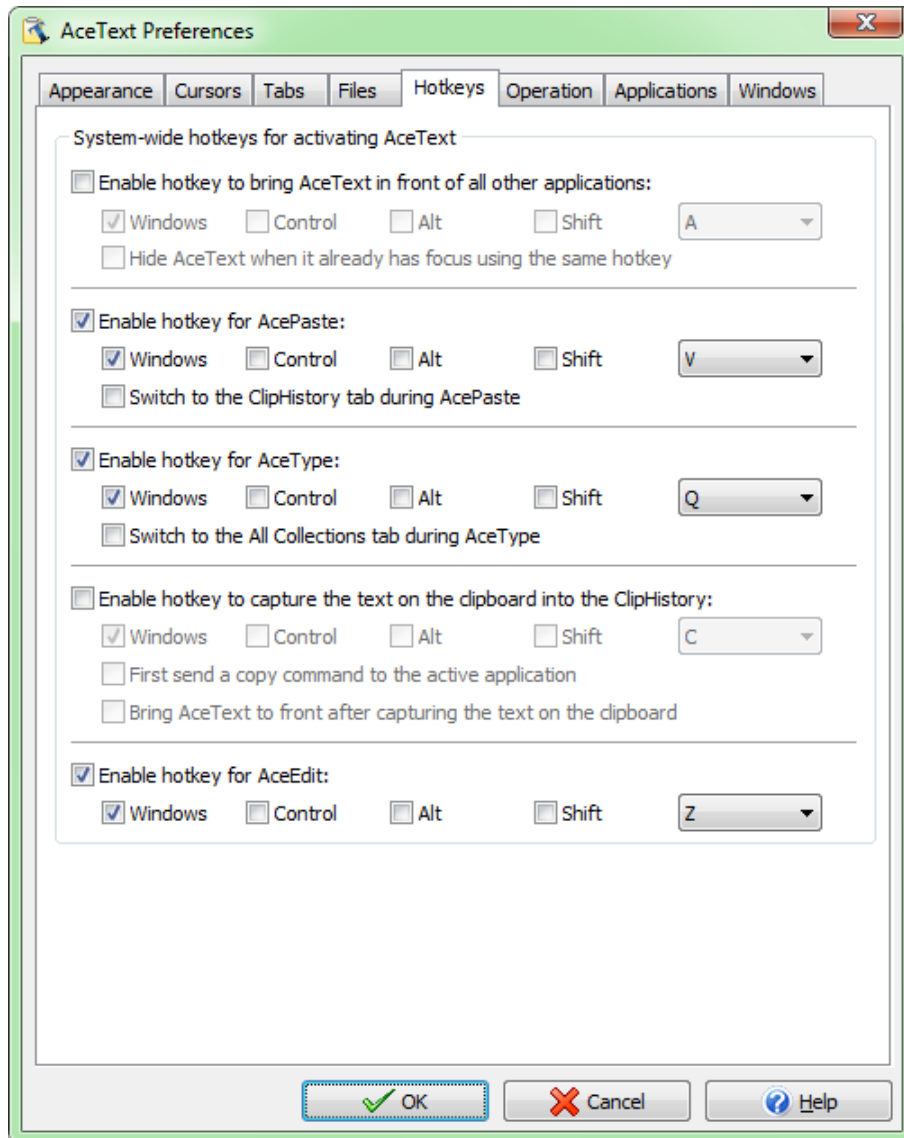 AceText Preferences
Appearance Cursors Tabs Files Hotkeys Operation Applications Windows
System-wide hotkeys for activating AceText
Enable hotkey to bring AceText in front of all other applications:
Windows Control Alt Shift A
Hide AceText when it already has focus using the same hotkey
Enable hotkey for AcePaste:
Windows Control Alt Shift V
Switch to the ClipHistory tab during AcePaste
Enable hotkey for AceType:
Windows Control Alt Shift Q
Switch to the All Collections tab during AceType
Enable hotkey to capture the text on the clipboard into the ClipHistory:
Windows Control Alt Shift C
First send a copy command to the active application
Bring AceText to front after capturing the text on the clipboard
Enable hotkey for AceEdit:
Windows Control Alt Shift Z
OK Cancel Help